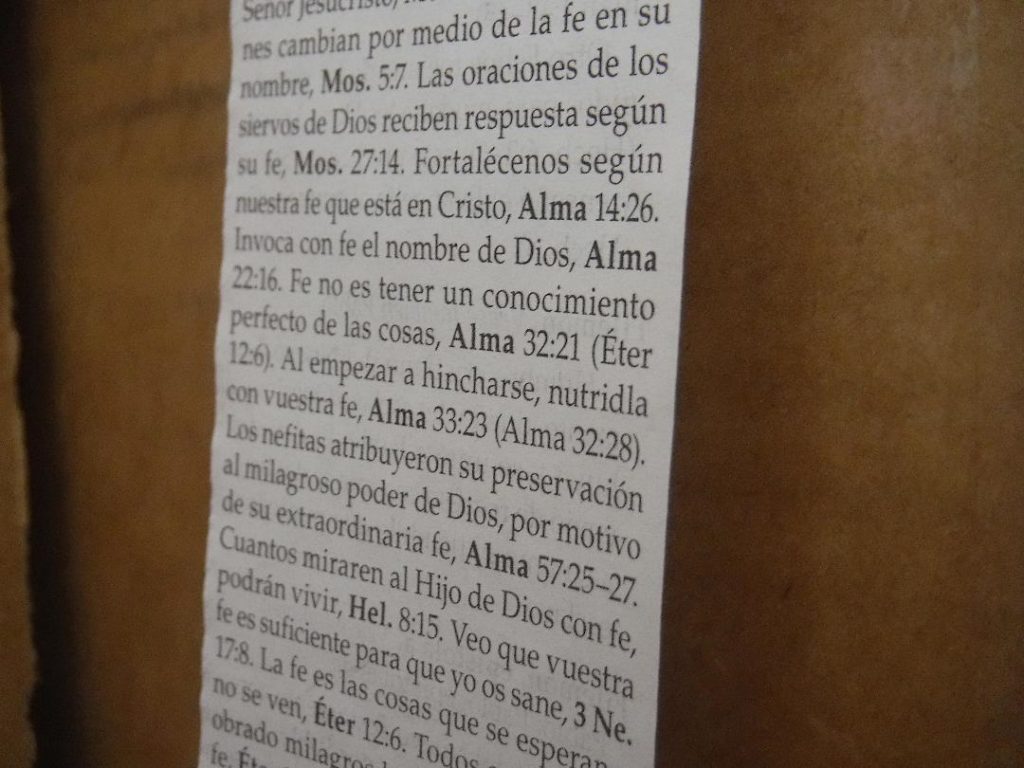 Señor Jesucristo,
nes cambian por medio de la fe en su
nombre, Mos. 5:7. Las oraciones de los
siervos de Dios reciben respuesta según
su fe, Mos. 27:14. Fortalécenos según
nuestra fe que está en Cristo, Alma 14:26.
Invoca con fe el nombre de Dios, Alma
22:16. Fe no es tener un conocimiento
perfecto de las cosas, Alma 32:21 (Éter
12:6). Al empezar a hincharse, nutridla
con vuestra fe, Alma 33:23 (Alma 32:28).
Los nefitas atribuyeron su preservación
al milagroso poder de Dios, por motivo
de su extraordinaria fe, Alma 57:25–27.
Cuantos miraren al Hijo de Dios con fe,
podrán vivir, Hel. 8:15. Veo que vuestra
fe es suficiente para que yo os sane, 3 Ne.
17:8. La fe es las cosas que se esperan
no se ven, Éter 12:6. Todos
obrado milagros
fe, Éter